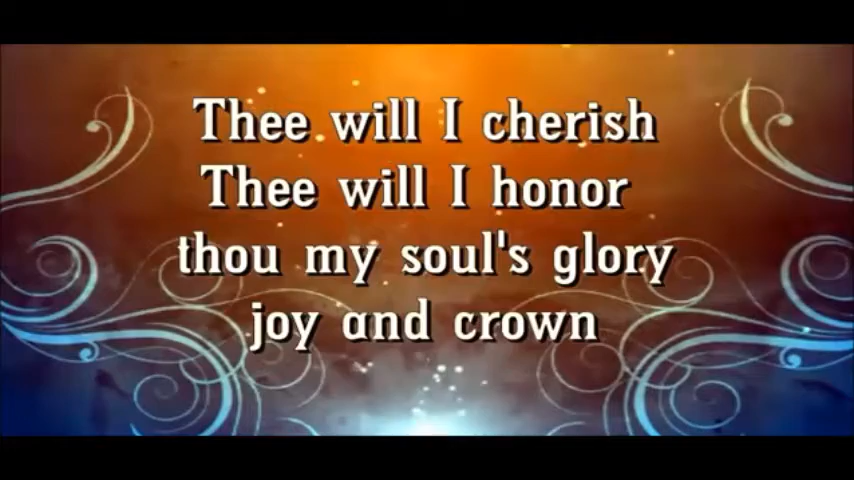 Thee will I cherish
Thee will I honor
thou my soul's glory
joy and crown